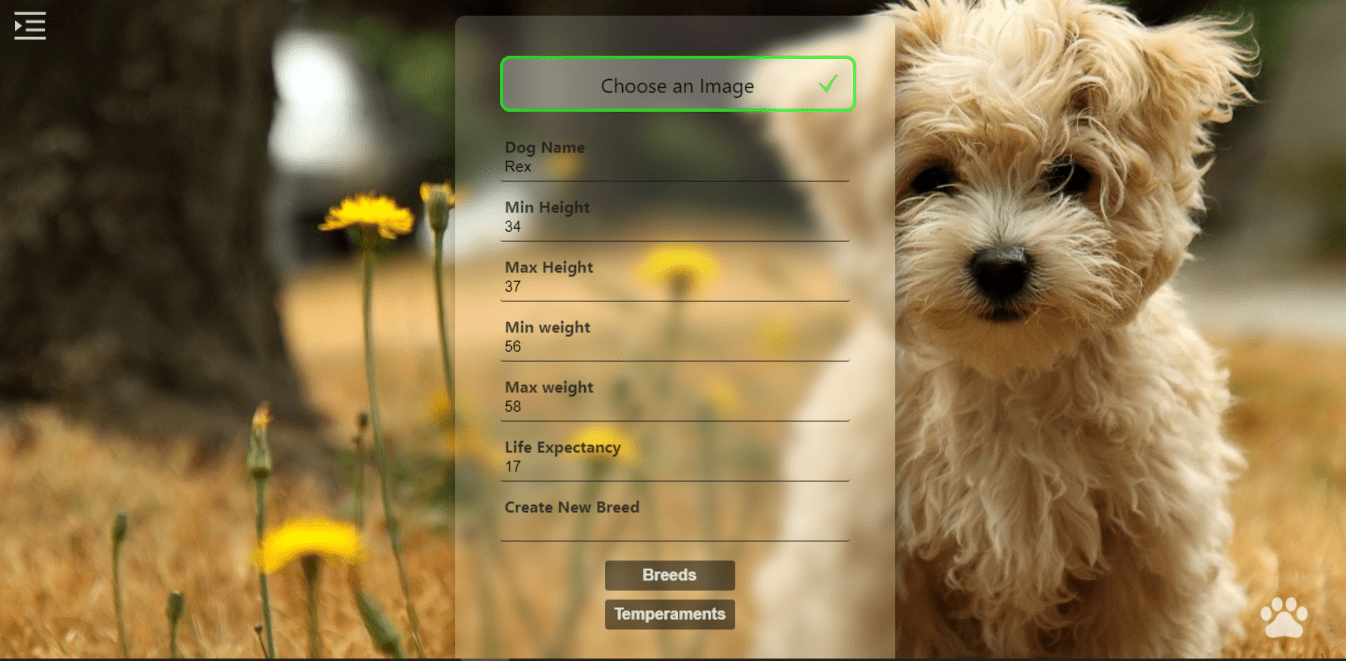 Choose an Image
Dog Name
Rex
Min Height
34
Max Height
37
Min weight
56
Max weight
58
Life Expectancy
17
Create New Breed
Breeds
Temperaments